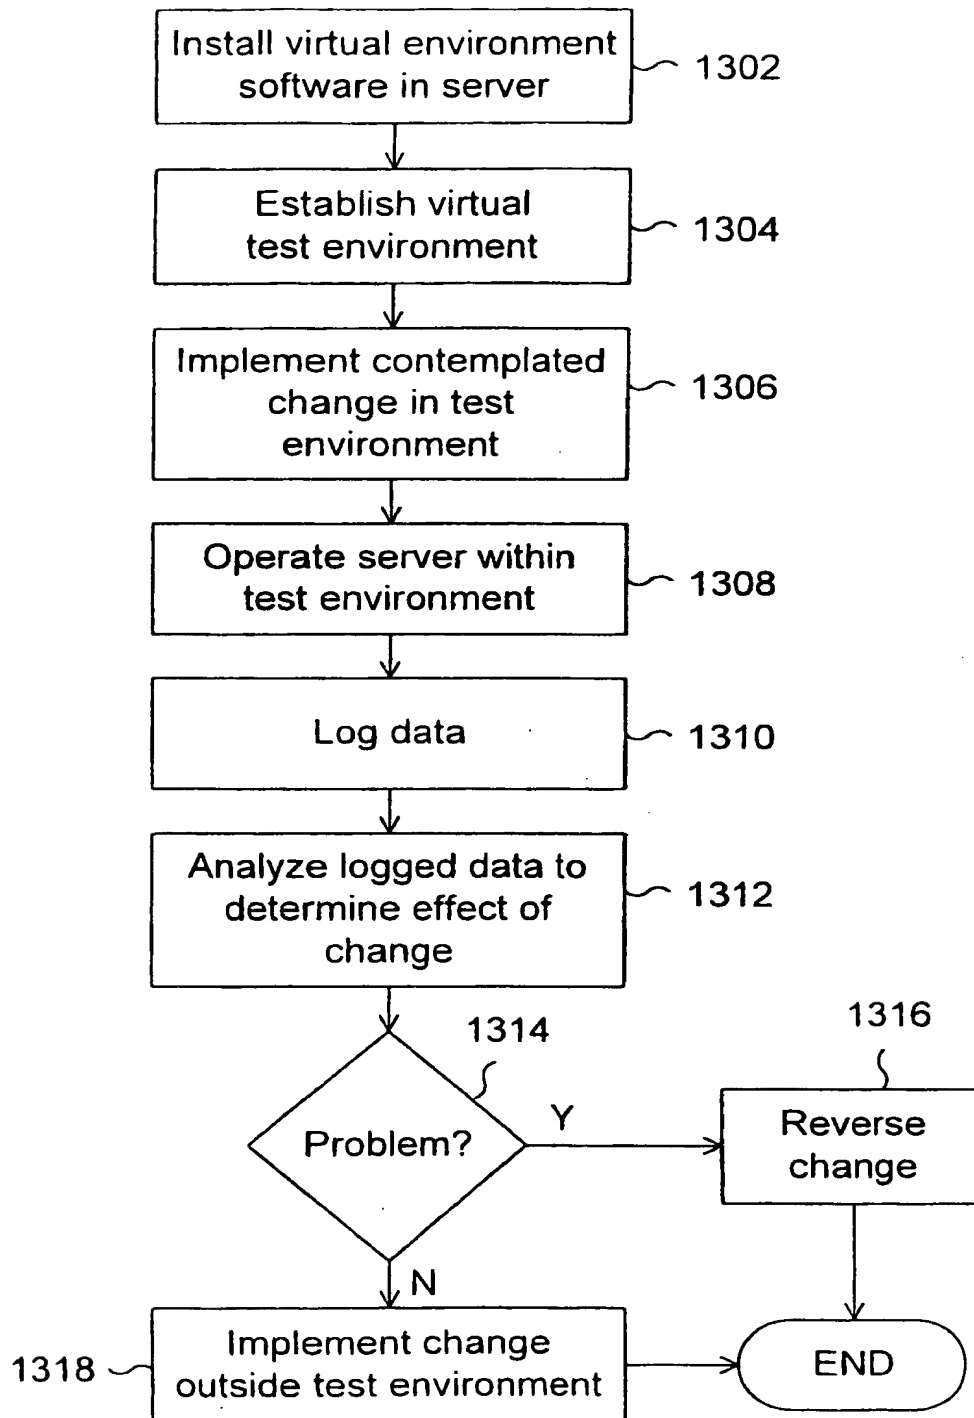 Install virtual environment
software in server
1302
Establish virtual
test environment
1304
Implement contemplated
change in test
environment
1306
Operate server within
test environment
1308
Log data
1310
Analyze logged data to
determine effect of
change
1312
1314
Problem?
Y
1316
Reverse
change
N
1318
Implement change
outside test environment
END